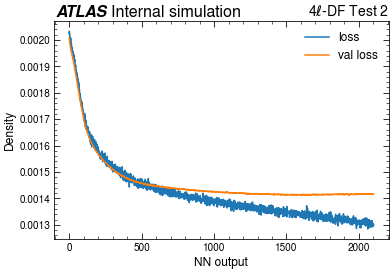 ATLAS Internal simulation 4ℓ-DF Test 2
loss
val loss
0.0020
0.0019
0.0018
0.0017
0.0016
0.0015
0.0014
0.0013
Density
0 500 1000 1500 2000
NN output